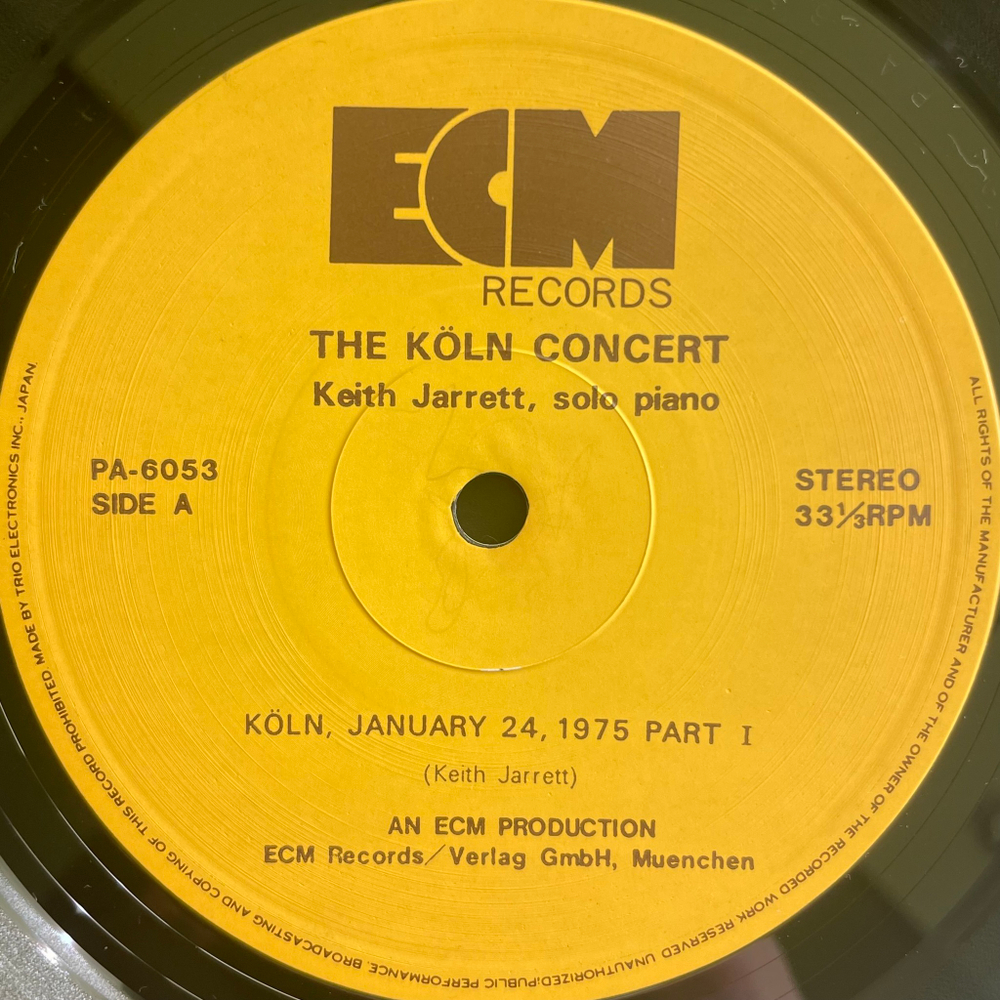 ECM
RECORDS
THE KÖLN CONCERT
Keith Jarrett, solo piano
PA-6053
SIDE A
STEREO
33⅓RPM
KÖLN, JANUARY 24, 1975 PART I
(Keith Jarrett)
AN ECM PRODUCTION
ECM Records/Verlag GmbH, Muenchen
ALL RIGHTS OF THE MANUFACTURER AND OF THE OWNER OF THE RECORDED WORK RESERVED UNAUTHORIZED;PUBLIC PERFORMANCE. BROADCASTING AND COPYING OF THIS RECORD PROHIBITED MADE BY TRIO ELECTRONICS INC., JAPAN.